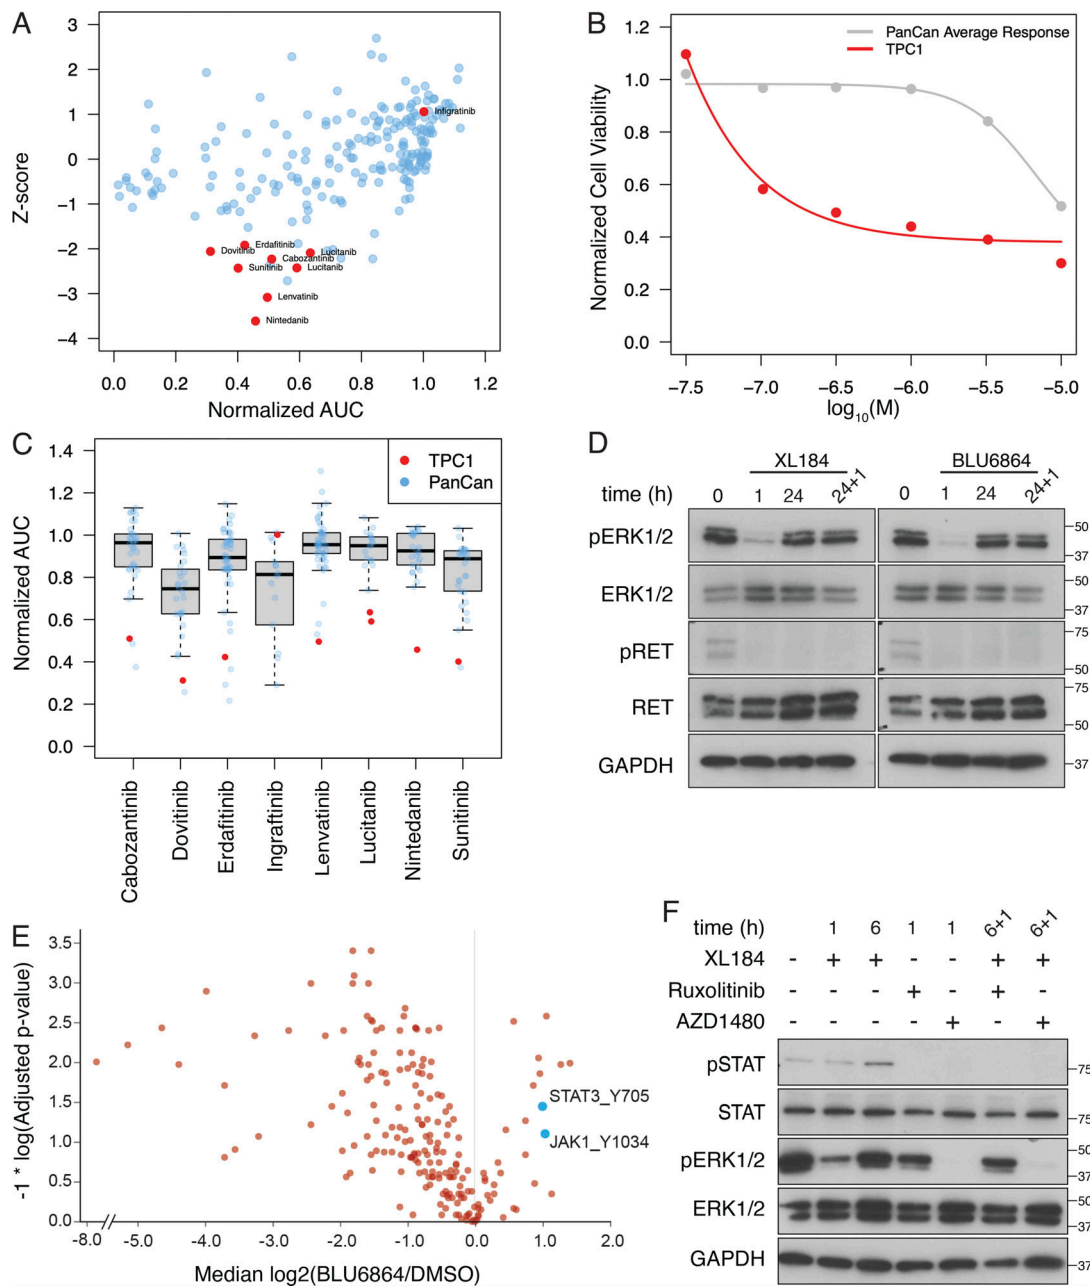 A
3
2
1
0
−1
−2
−3
−4
Z-score
Infigratinib
Erdafitinib
Dovitinib
Lucitanib
Cabozantinib
Sunitinib
Lucitanib
Lenvatinib
Nintedanib
0.0 0.2 0.4 0.6 0.8 1.0 1.2
Normalized AUC
B
PanCan Average Response
TPC1
1.2
1.0
0.8
0.6
0.4
0.2
0.0
Normalized Cell Viability
−7.5 −7.0 −6.5 −6.0 −5.5 −5.0
log10(M)
C
TPC1
PanCan
1.4
1.2
1.0
0.8
0.6
0.4
0.2
0.0
Normalized AUC
Cabozantinib
Dovitinib
Erdafitinib
Ingraftinib
Lenvatinib
Lucitanib
Nintedanib
Sunitinib
D
XL184 BLU6864
time (h) 0 1 24 24+1 0 1 24 24+1
pERK1/2 50 37
ERK1/2 50 37
pRET 75 50
RET 75 50
GAPDH 37
E
3.5
3.0
2.5
2.0
1.5
1.0
0.5
0.0
-1 * log(Adjusted p-value)
STAT3_Y705
JAK1_Y1034
-8.0 -5.0 -4.0 -3.0 -2.0 -1.0 0.0 1.0 2.0
Median log2(BLU6864/DMSO)
F
time (h) 1 6 1 1 6+1 6+1
XL184 - + + - - + +
Ruxolitinib - - - + - + -
AZD1480 - - - - + - +
pSTAT 75
STAT 75
pERK1/2 50 37
ERK1/2 50 37
GAPDH 37